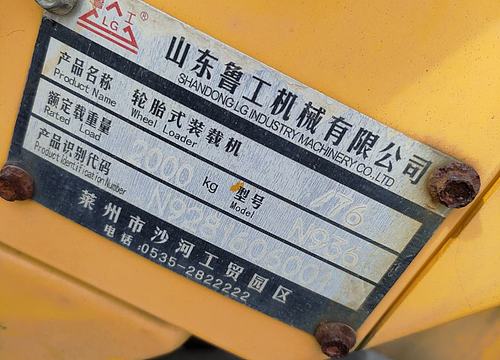 鲁工®
LG
山东鲁工机械有限公司
SHANDONG LG INDUSTRY MACHINERY CO.,LTD
产品名称 轮胎式装载机
Product Name Wheel Loader
额定载重量 2000 kg 型号
Rated Load Model
产品识别代码
Product Identification Number
莱州市沙河工贸园区
电话:0535-2822222